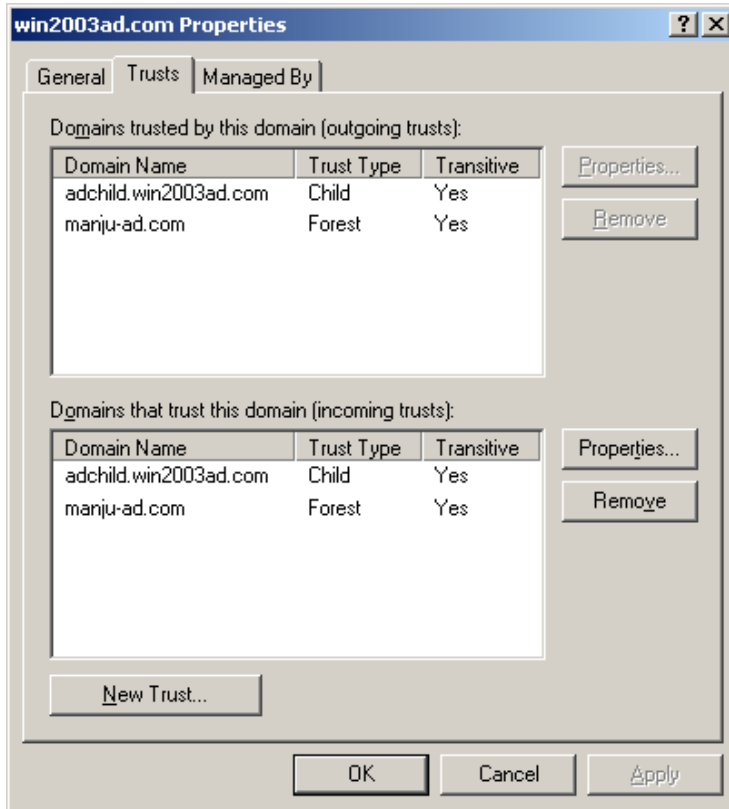 win2003ad.com Properties ? X
General Trusts Managed By
Domains trusted by this domain (outgoing trusts):
Domain Name Trust Type Transitive Properties...
adchild.win2003ad.com Child Yes
manju-ad.com Forest Yes Remove
Domains that trust this domain (incoming trusts):
Domain Name Trust Type Transitive Properties...
adchild.win2003ad.com Child Yes
manju-ad.com Forest Yes Remove
New Trust...
OK Cancel Apply